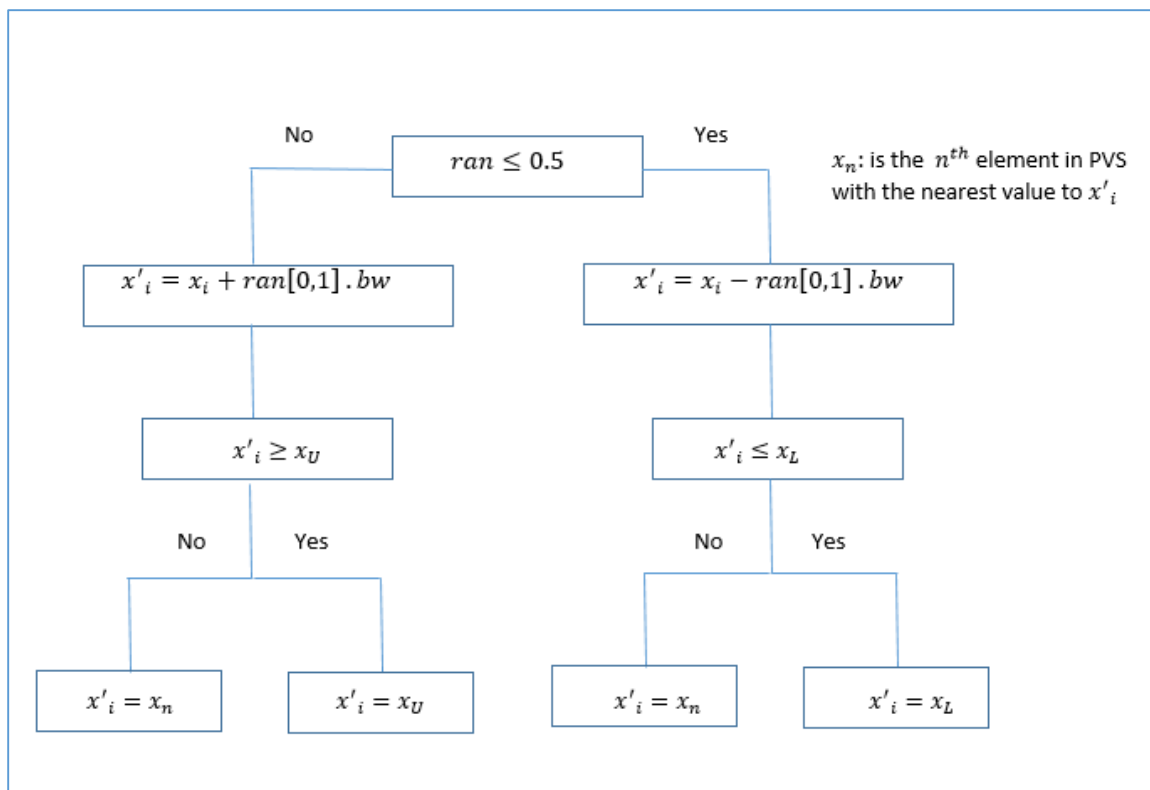 No
Yes
ran ≤ 0.5
xₙ: is the nᵗʰ element in PVS
with the nearest value to x'ᵢ
x'ᵢ = xᵢ + ran[0,1] . bw
x'ᵢ = xᵢ − ran[0,1] . bw
x'ᵢ ≥ x_U
x'ᵢ ≤ x_L
No
Yes
No
Yes
x'ᵢ = xₙ
x'ᵢ = x_U
x'ᵢ = xₙ
x'ᵢ = x_L